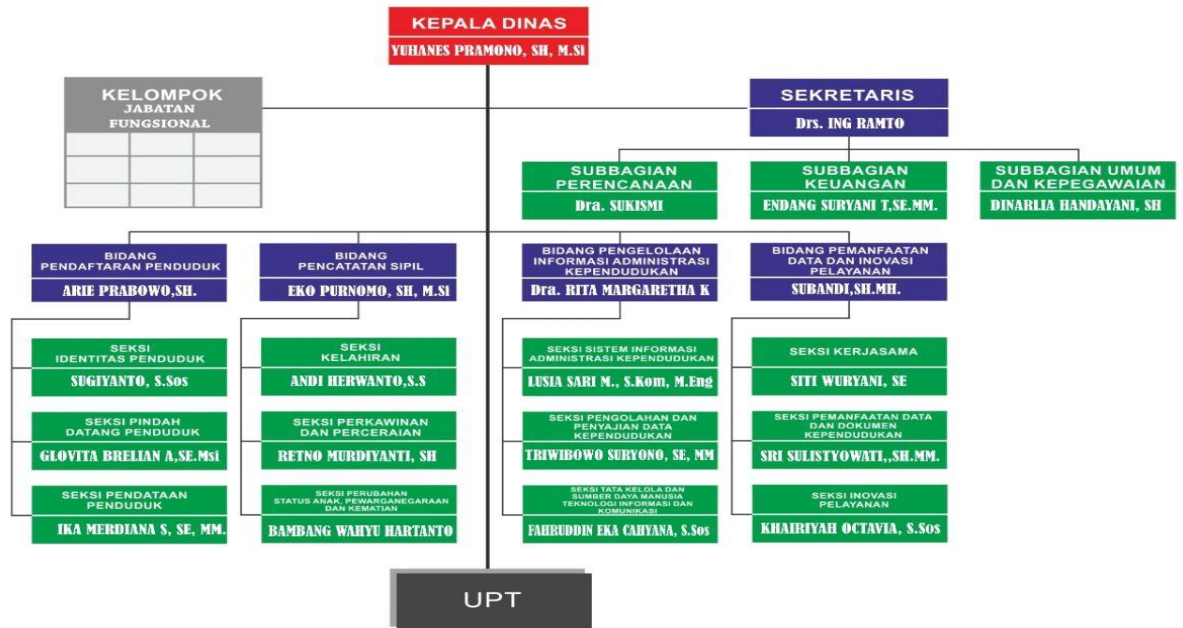 KEPALA DINAS
YUHANES PRAMONO, SH, M.Si
KELOMPOK
JABATAN
FUNGSIONAL
SEKRETARIS
Drs. ING RAMTO
SUBBAGIAN
PERENCANAAN
Dra. SUKISMI
SUBBAGIAN
KEUANGAN
ENDANG SURYANI T,SE.MM.
SUBBAGIAN UMUM
DAN KEPEGAWAIAN
DINARLIA HANDAYANI, SH
BIDANG
PENDAFTARAN PENDUDUK
ARIE PRABOWO,SH.
BIDANG
PENCATATAN SIPIL
EKO PURNOMO, SH, M.Si
BIDANG PENGELOLAAN
INFORMASI ADMINISTRASI
KEPENDUDUKAN
Dra. RITA MARGARETHA K
BIDANG PEMANFAATAN
DATA DAN INOVASI
PELAYANAN
SUBANDI,SH.MH.
SEKSI
IDENTITAS PENDUDUK
SUGIYANTO, S.Sos
SEKSI
KELAHIRAN
ANDI HERWANTO,S.S
SEKSI SISTEM INFORMASI
ADMINISTRASI KEPENDUDUKAN
LUSIA SARI M., S.Kom, M.Eng
SEKSI KERJASAMA
SITI WURYANI, SE
SEKSI PINDAH
DATANG PENDUDUK
GLOVITA BRELIAN A,SE.Msi
SEKSI PERKAWINAN
DAN PERCERAIAN
RETNO MURDIYANTI, SH
SEKSI PENGOLAHAN DAN
PENYAJIAN DATA
KEPENDUDUKAN
TRIWIBOWO SURYONO, SE, MM
SEKSI PEMANFAATAN DATA
DAN DOKUMEN
KEPENDUDUKAN
SRI SULISTYOWATI,,SH.MM.
SEKSI PENDATAAN
PENDUDUK
IKA MERDIANA S, SE, MM.
SEKSI PERUBAHAN
STATUS ANAK, PEWARGANEGARAAN
DAN KEMATIAN
BAMBANG WAHYU HARTANTO
SEKSI TATA KELOLA DAN
SUMBER DAYA MANUSIA
TEKNOLOGI INFORMASI DAN
KOMUNIKASI
FAHRUDDIN EKA CAHYANA, S.Sos
SEKSI INOVASI
PELAYANAN
KHAIRIYAH OCTAVIA, S.Sos
UPT